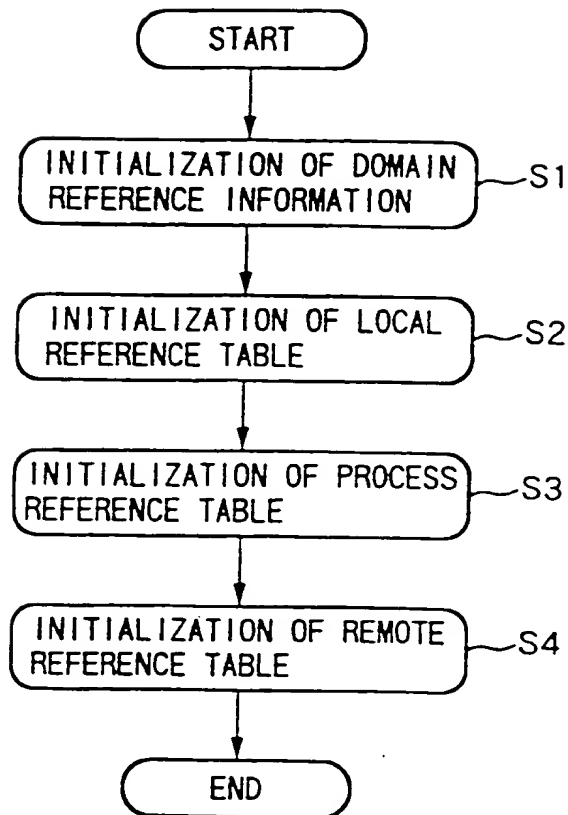 START
INITIALIZATION OF DOMAIN
REFERENCE INFORMATION
S1
INITIALIZATION OF LOCAL
REFERENCE TABLE
S2
INITIALIZATION OF PROCESS
REFERENCE TABLE
S3
INITIALIZATION OF REMOTE
REFERENCE TABLE
S4
END